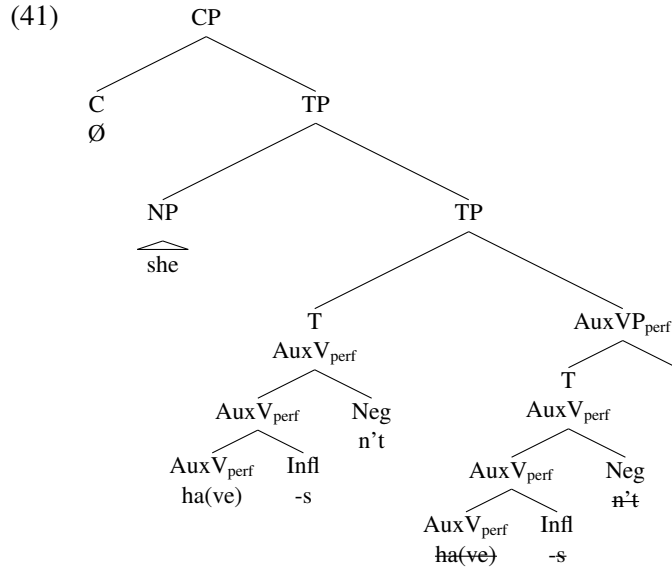 (41) CP
C TP
Ø
NP TP
she
T AuxVPperf
AuxVperf
T
AuxVperf Neg AuxVperf
n't
AuxVperf Infl AuxVperf Neg
ha(ve) -s n't
AuxVperf Infl
ha(ve) -s